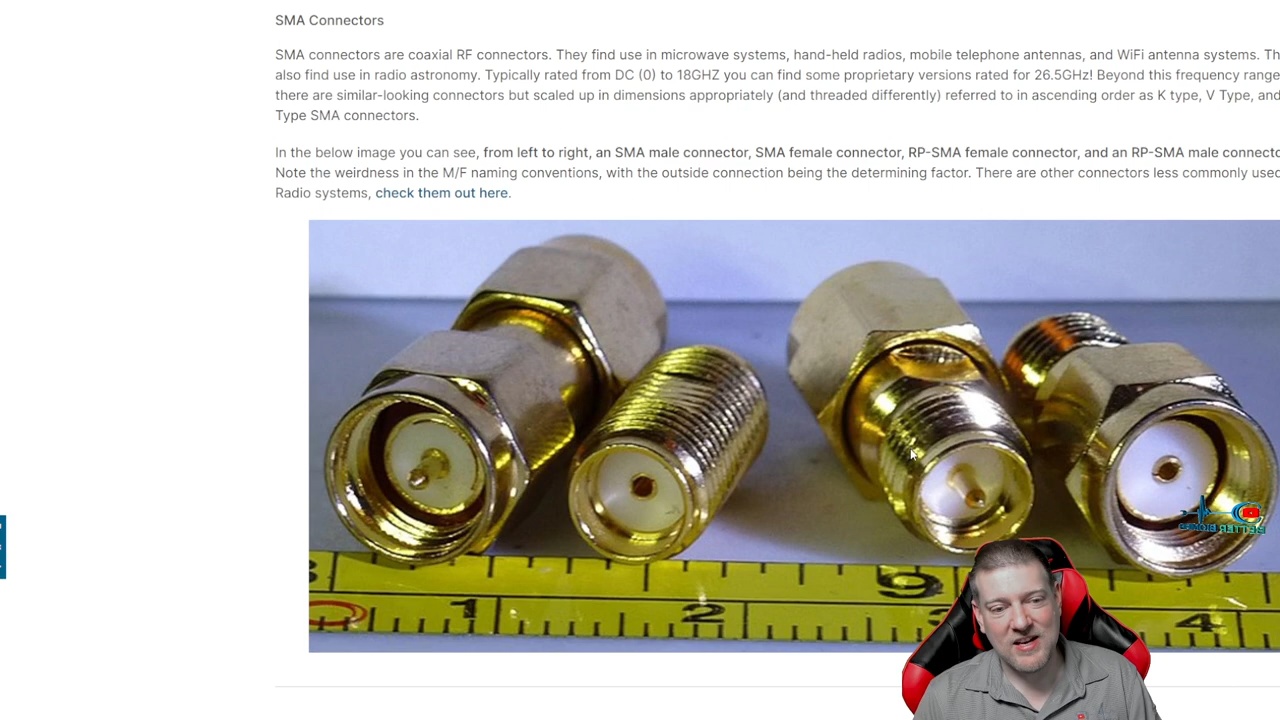 SMA Connectors
SMA connectors are coaxial RF connectors. They find use in microwave systems, hand-held radios, mobile telephone antennas, and WiFi antenna systems. Th
also find use in radio astronomy. Typically rated from DC (0) to 18GHZ you can find some proprietary versions rated for 26.5GHz! Beyond this frequency range
there are similar-looking connectors but scaled up in dimensions appropriately (and threaded differently) referred to in ascending order as K type, V Type, and
Type SMA connectors.
In the below image you can see, from left to right, an SMA male connector, SMA female connector, RP-SMA female connector, and an RP-SMA male connecto
Note the weirdness in the M/F naming conventions, with the outside connection being the determining factor. There are other connectors less commonly used
Radio systems, check them out here.
BETTER BIOMED
1 2 3 4